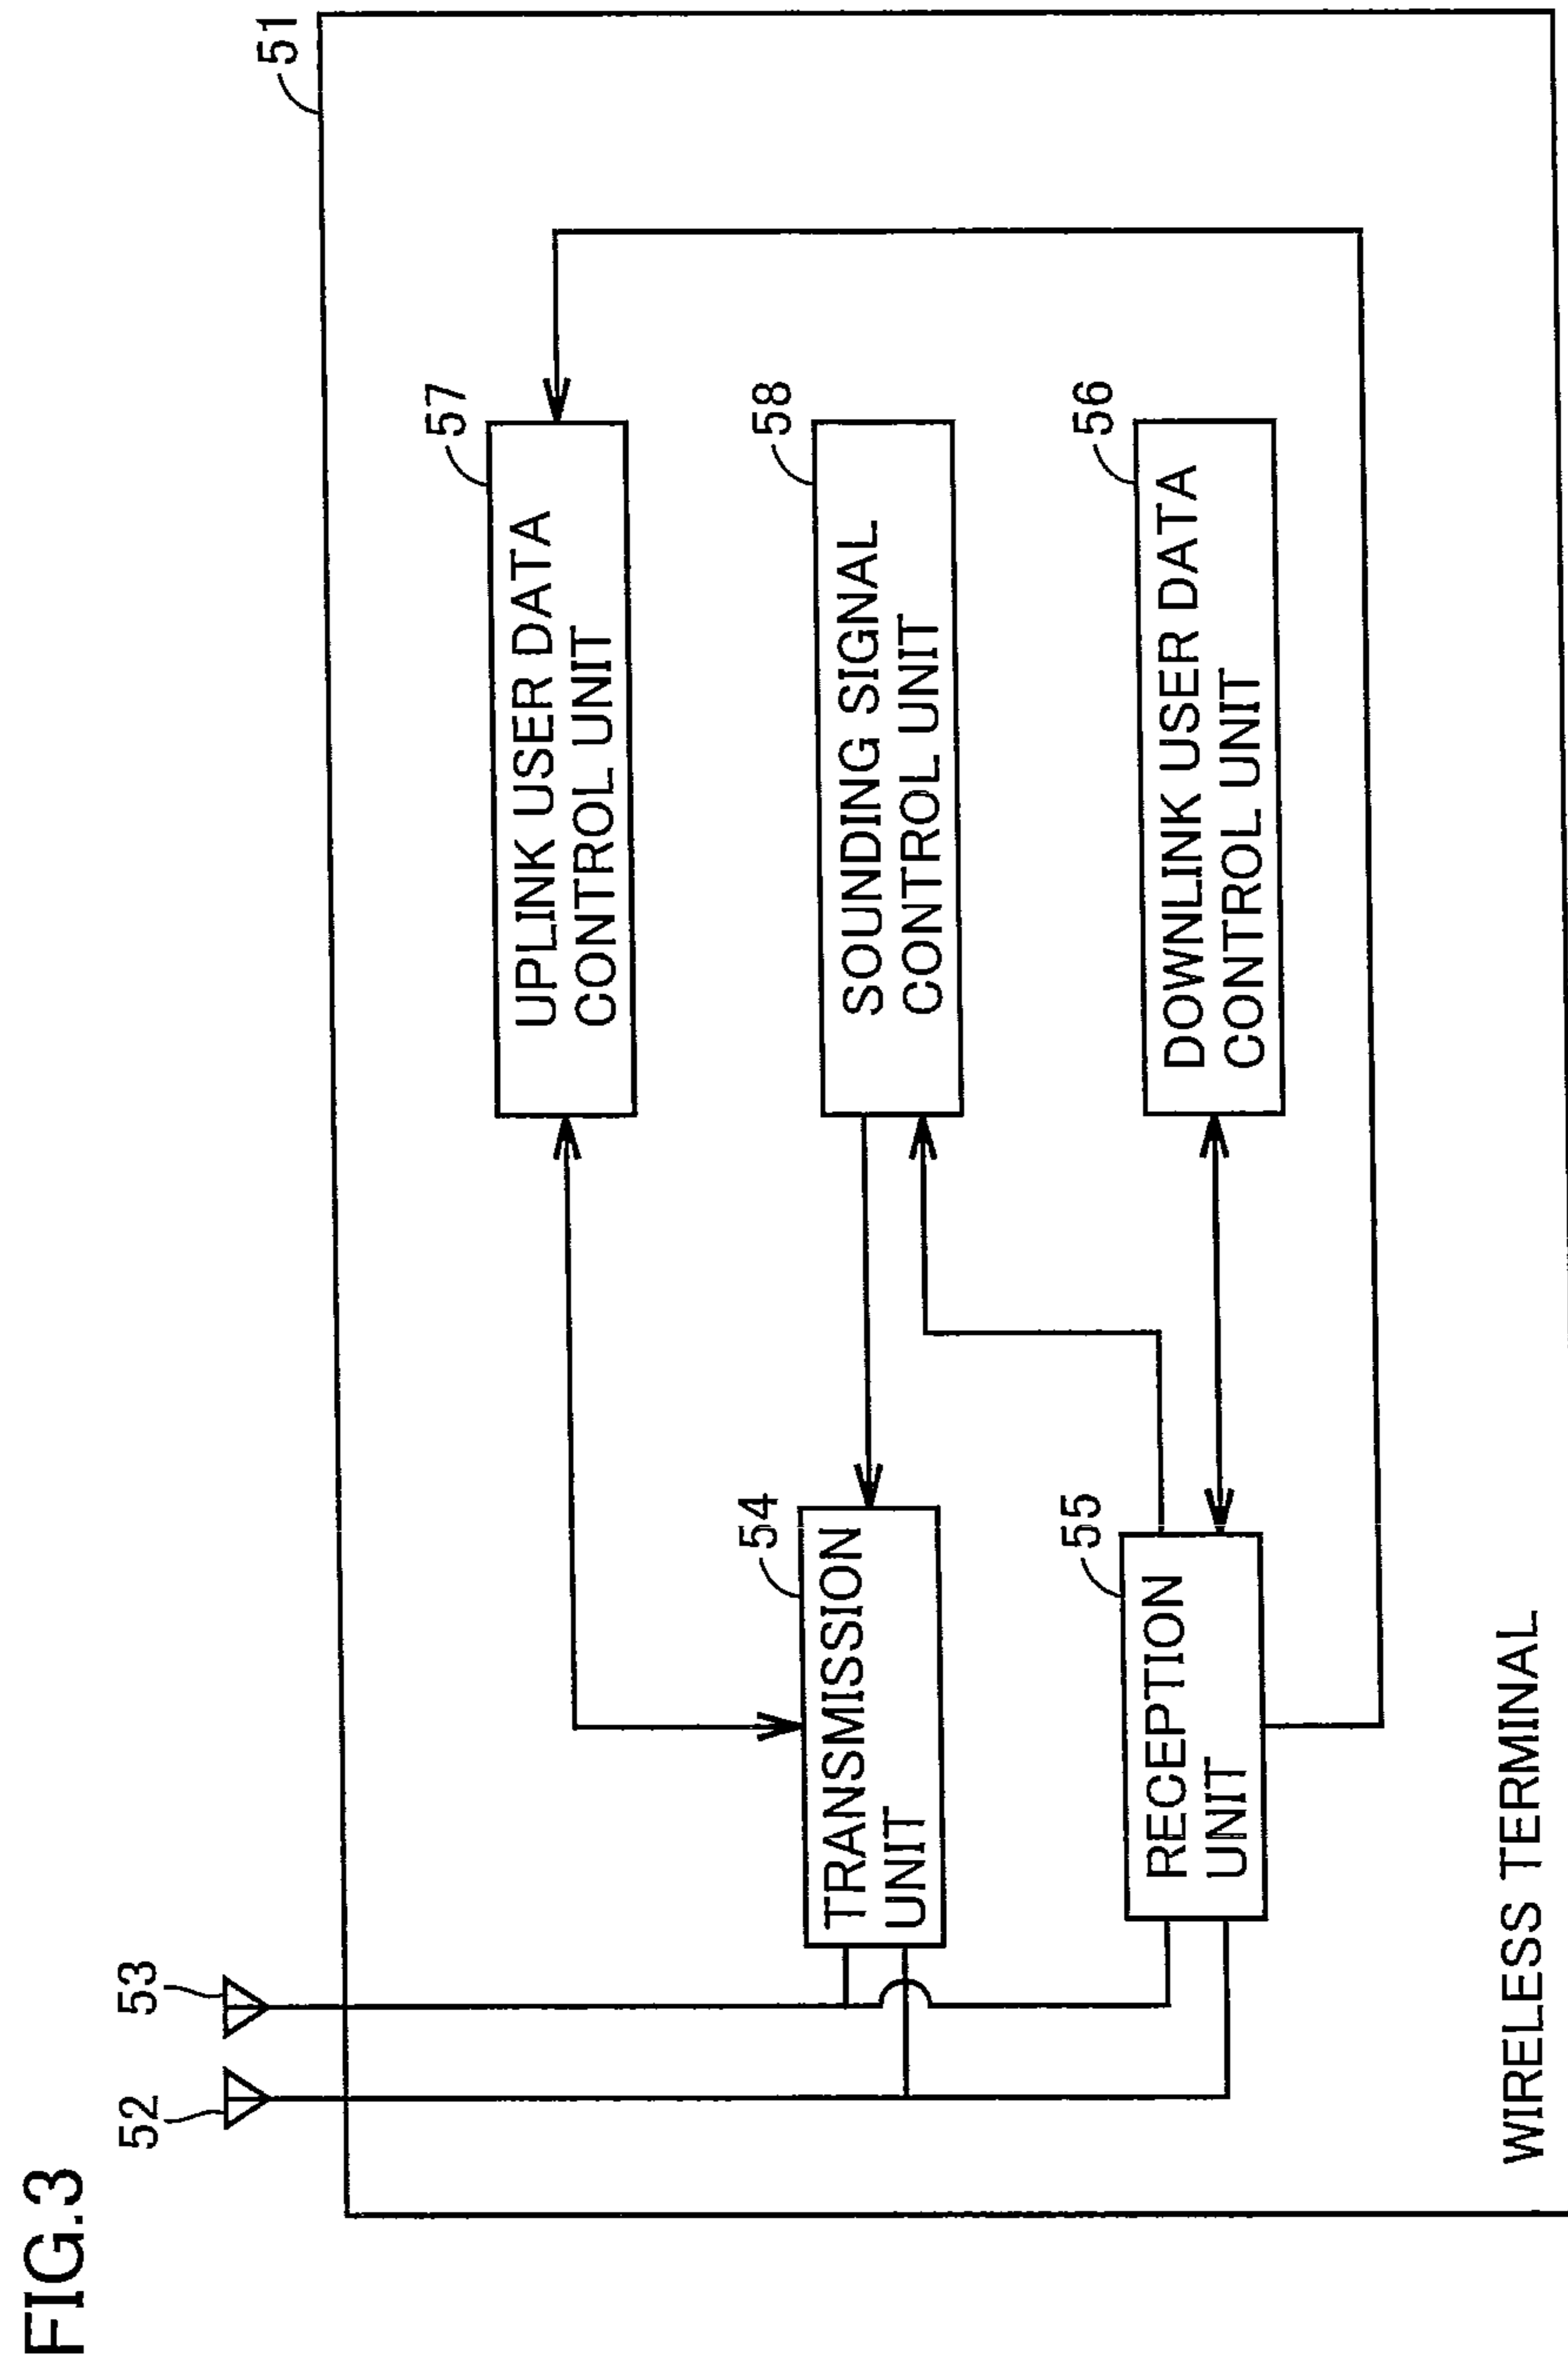 FIG.3
51
52
53
57
UPLINK USER DATA
CONTROL UNIT
54
TRANSMISSION
UNIT
58
SOUNDING SIGNAL
CONTROL UNIT
55
RECEPTION
UNIT
56
DOWNLINK USER DATA
CONTROL UNIT
WIRELESS TERMINAL